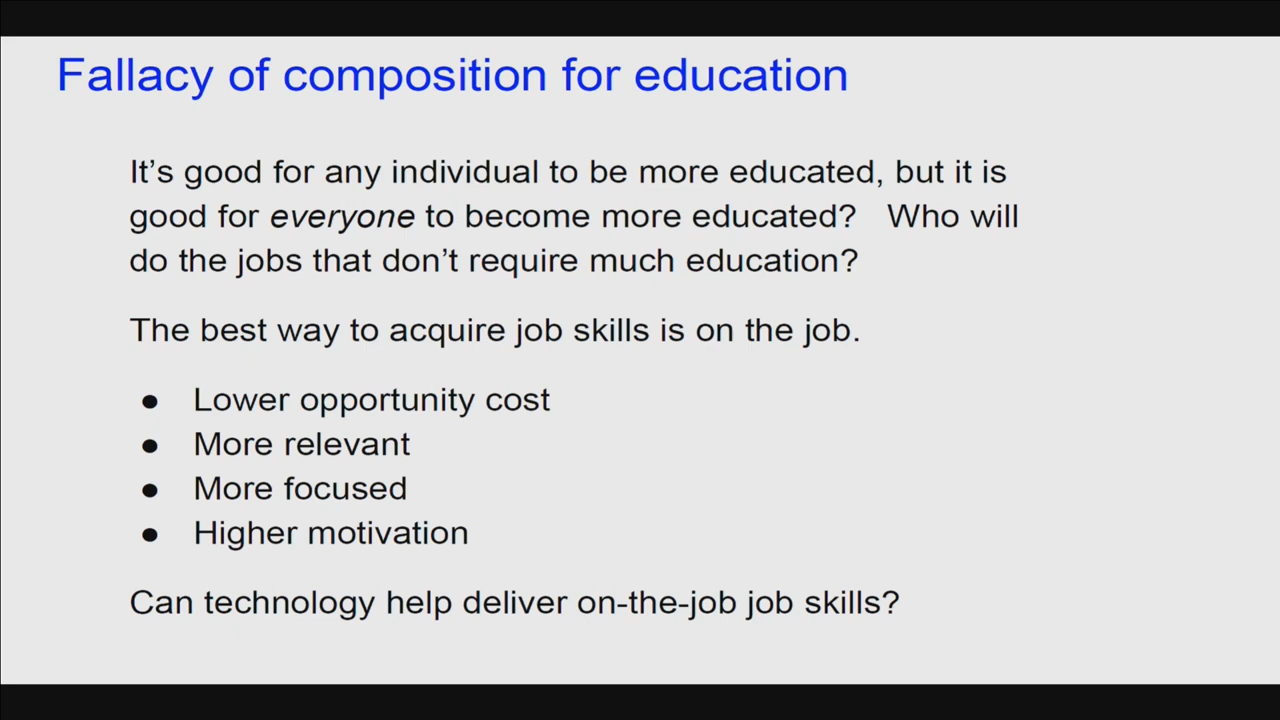 Fallacy of composition for education
It’s good for any individual to be more educated, but it is
good for everyone to become more educated? Who will
do the jobs that don’t require much education?
The best way to acquire job skills is on the job.
● Lower opportunity cost
● More relevant
● More focused
● Higher motivation
Can technology help deliver on-the-job job skills?